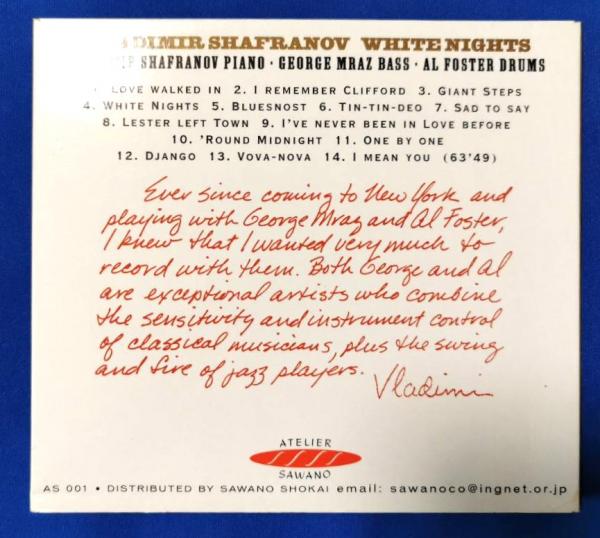 DIMIR SHAFRANOV WHITE NIGHTS
MIR SHAFRANOV PIANO · GEORGE MRAZ BASS · AL FOSTER DRUMS
LOVE WALKED IN 2. I REMEMBER CLIFFORD 3. GIANT STEPS
4. WHITE NIGHTS 5. BLUESNOST 6. TIN-TIN-DEO 7. SAD TO SAY
8. LESTER LEFT TOWN 9. I'VE NEVER BEEN IN LOVE BEFORE
10. 'ROUND MIDNIGHT 11. ONE BY ONE
12. DJANGO 13. VOVA-NOVA 14. I MEAN YOU (63'49)
Ever since coming to New York and
playing with George Mraz and Al Foster,
I knew that I wanted very much to
record with them. Both George and Al
are exceptional artists who combine
the sensitivity and instrument control
of classical musicians, plus the swing
and fire of jazz players.
Vladimir
ATELIER
SAWANO
AS 001 • DISTRIBUTED BY SAWANO SHOKAI email: sawanoco@ingnet.or.jp